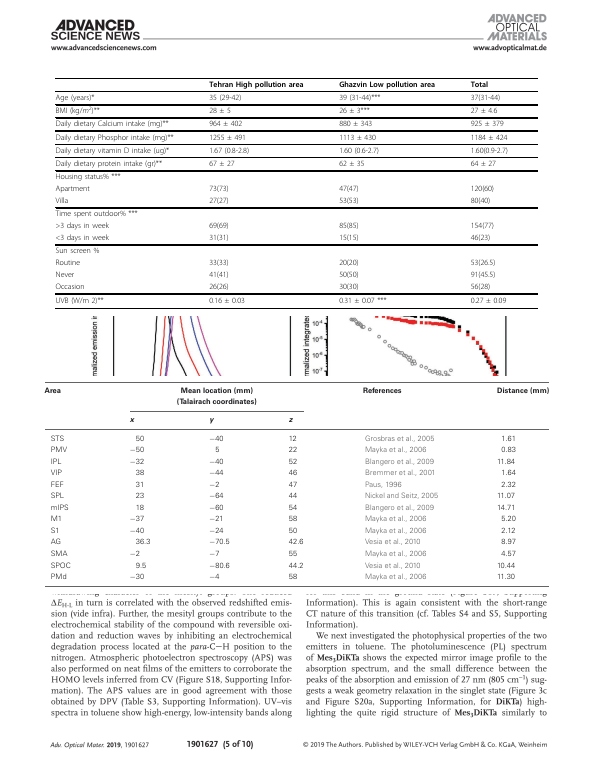 ADVANCED
SCIENCE NEWS
www.advancedsciencenews.com
ADVANCED
OPTICAL
MATERIALS
www.advopticalmat.de
Tehran High pollution area Ghazvin Low pollution area Total
Age (years)* 35 (29-42) 39 (31-44)*** 37(31-44)
BMI (kg/m²)** 28 ± 5 26 ± 3*** 27 ± 4.6
Daily dietary Calcium intake (mg)** 964 ± 402 880 ± 343 925 ± 379
Daily dietary Phosphor intake (mg)** 1255 ± 491 1113 ± 430 1184 ± 424
Daily dietary vitamin D intake (ug)* 1.67 (0.8-2.8) 1.60 (0.6-2.7) 1.60(0.9-2.7)
Daily dietary protein intake (gr)** 67 ± 27 62 ± 35 64 ± 27
Housing status% ***
Apartment 73(73) 47(47) 120(60)
Villa 27(27) 53(53) 80(40)
Time spent outdoor% ***
>3 days in week 69(69) 85(85) 154(77)
<3 days in week 31(31) 15(15) 46(23)
Sun screen %
Routine 33(33) 20(20) 53(26.5)
Never 41(41) 50(50) 91(45.5)
Occasion 26(26) 30(30) 56(28)
UVB (W/m 2)** 0.16 ± 0.03 0.31 ± 0.07 *** 0.27 ± 0.09
malized emission i
malized integrate
10⁻⁴
10⁻⁵
10⁻⁶
10⁻⁷
Area Mean location (mm) References Distance (mm)
(Talairach coordinates)
x y z
STS 50 −40 12 Grosbras et al., 2005 1.61
PMV −50 5 22 Mayka et al., 2006 0.83
IPL −32 −40 52 Blangero et al., 2009 11.84
VIP 38 −44 46 Bremmer et al., 2001 1.64
FEF 31 −2 47 Paus, 1996 2.32
SPL 23 −64 44 Nickel and Seitz, 2005 11.07
mIPS 18 −60 54 Blangero et al., 2009 14.71
M1 −37 −21 58 Mayka et al., 2006 5.20
S1 −40 −24 50 Mayka et al., 2006 2.12
AG 36.3 −70.5 42.6 Vesia et al., 2010 8.97
SMA −2 −7 55 Mayka et al., 2006 4.57
SPOC 9.5 −80.6 44.2 Vesia et al., 2010 10.44
PMd −30 −4 58 Mayka et al., 2006 11.30
ΔE_H-L in turn is correlated with the observed redshifted emis-
sion (vide infra). Further, the mesityl groups contribute to the
electrochemical stability of the compound with reversible oxi-
dation and reduction waves by inhibiting an electrochemical
degradation process located at the para-C−H position to the
nitrogen. Atmospheric photoelectron spectroscopy (APS) was
also performed on neat films of the emitters to corroborate the
HOMO levels inferred from CV (Figure S18, Supporting Infor-
mation). The APS values are in good agreement with those
obtained by DPV (Table S3, Supporting Information). UV–vis
spectra in toluene show high-energy, low-intensity bands along
Information). This is again consistent with the short-range
CT nature of this transition (cf. Tables S4 and S5, Supporting
Information).
We next investigated the photophysical properties of the two
emitters in toluene. The photoluminescence (PL) spectrum
of Mes₃DiKTa shows the expected mirror image profile to the
absorption spectrum, and the small difference between the
peaks of the absorption and emission of 27 nm (805 cm⁻¹) sug-
gests a weak geometry relaxation in the singlet state (Figure 3c
and Figure S20a, Supporting Information, for DiKTa) high-
lighting the quite rigid structure of Mes₃DiKTa similarly to
Adv. Optical Mater. 2019, 1901627
1901627 (5 of 10)
© 2019 The Authors. Published by WILEY-VCH Verlag GmbH & Co. KGaA, Weinheim